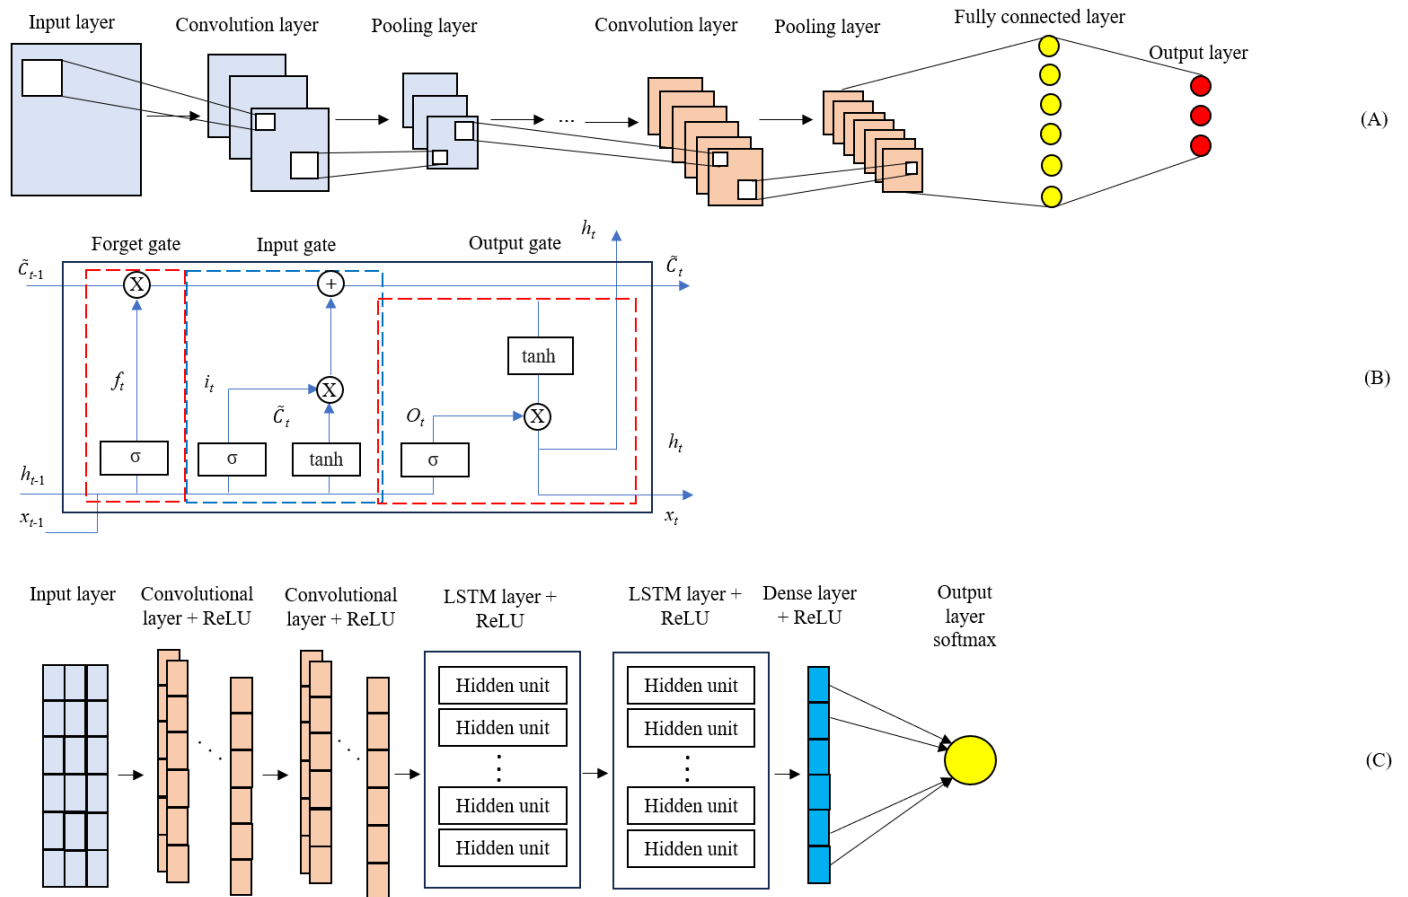 Input layer
Convolution layer
Pooling layer
...
Convolution layer
Pooling layer
Fully connected layer
Output layer
(A)
Forget gate
Input gate
Output gate
h_t
C̃_{t-1}
X
+
C̃_t
tanh
f_t
i_t
X
C̃_t
O_t
X
σ
σ
tanh
σ
h_t
h_{t-1}
x_{t-1}
x_t
(B)
Input layer
Convolutional
layer + ReLU
Convolutional
layer + ReLU
LSTM layer +
ReLU
LSTM layer +
ReLU
Dense layer
+ ReLU
Output
layer
softmax
Hidden unit
Hidden unit
Hidden unit
Hidden unit
Hidden unit
Hidden unit
Hidden unit
Hidden unit
(C)